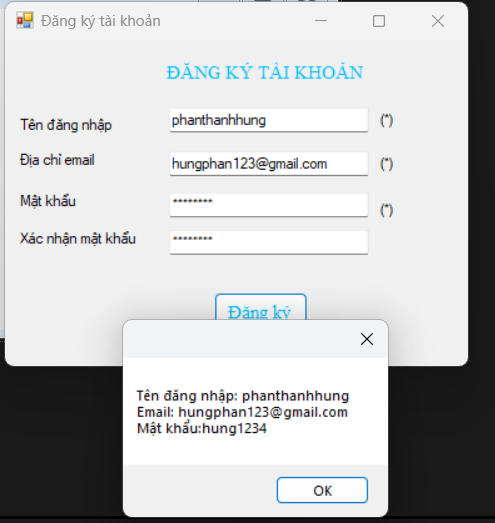 Đăng ký tài khoản
ĐĂNG KÝ TÀI KHOẢN
Tên đăng nhập
phanthanhhung
(*)
Địa chỉ email
hungphan123@gmail.com
(*)
Mật khẩu
********
(*)
Xác nhận mật khẩu
********
Đăng ký
Tên đăng nhập: phanthanhhung
Email: hungphan123@gmail.com
Mật khẩu:hung1234
OK